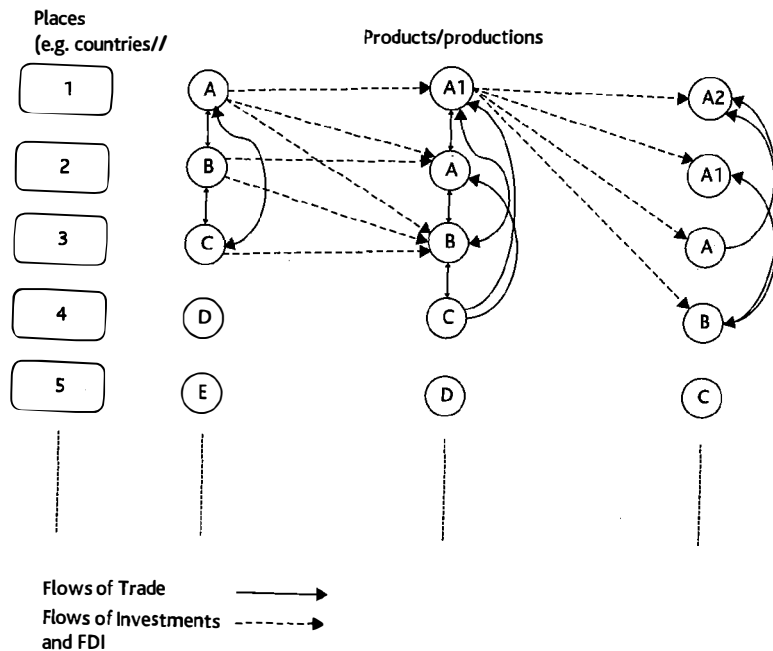 Places
(e.g. countries//
Products/productions
1 A A1 A2
2 B A A1
3 C B A
4 D C B
5 E D C
Flows of Trade
Flows of Investments
and FDI